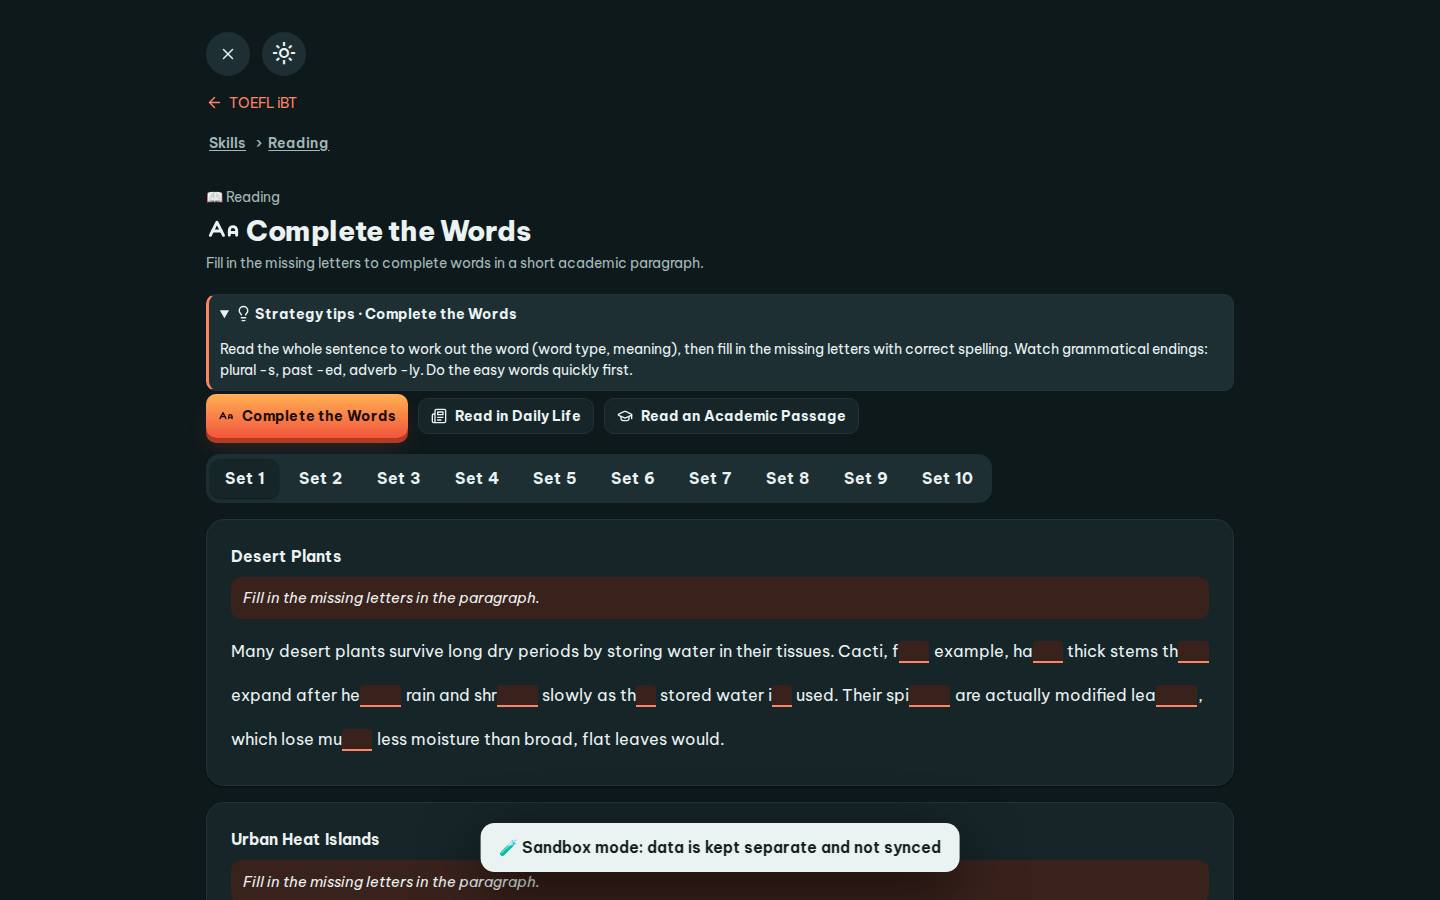 ← TOEFL iBT
Skills › Reading
📖 Reading
Aa Complete the Words
Fill in the missing letters to complete words in a short academic paragraph.
▼ Strategy tips · Complete the Words
Read the whole sentence to work out the word (word type, meaning), then fill in the missing letters with correct spelling. Watch grammatical endings:
plural -s, past -ed, adverb -ly. Do the easy words quickly first.
Aa Complete the Words Read in Daily Life Read an Academic Passage
Set 1 Set 2 Set 3 Set 4 Set 5 Set 6 Set 7 Set 8 Set 9 Set 10
Desert Plants
Fill in the missing letters in the paragraph.
Many desert plants survive long dry periods by storing water in their tissues. Cacti, f___ example, ha___ thick stems th___
expand after he____ rain and shr____ slowly as th__ stored water i__ used. Their spi____ are actually modified lea____,
which lose mu___ less moisture than broad, flat leaves would.
Urban Heat Islands
🧪 Sandbox mode: data is kept separate and not synced
Fill in the missing letters in the paragraph.